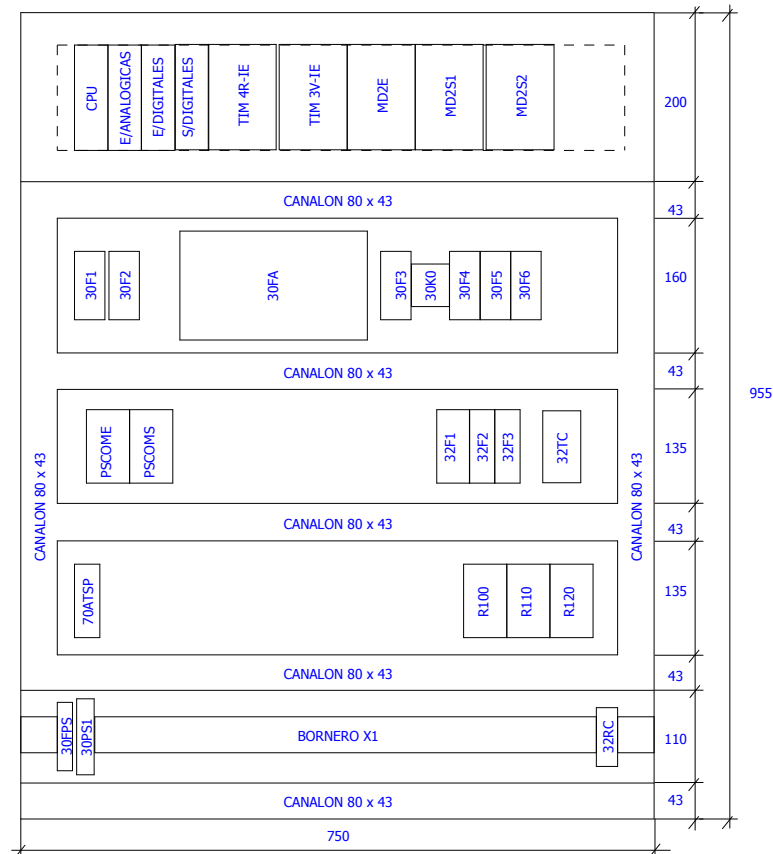 CPU
E/ANALOGICAS
E/DIGITALES
S/DIGITALES
TIM 4R-IE
TIM 3V-IE
MD2E
MD2S1
MD2S2
200
CANALON 80 x 43
43
30F1
30F2
30FA
30F3
30K0
30F4
30F5
30F6
160
CANALON 80 x 43
43
955
PSCOME
PSCOMS
32F1
32F2
32F3
32TC
135
CANALON 80 x 43
CANALON 80 x 43
CANALON 80 x 43
43
70ATSP
R100
R110
R120
135
CANALON 80 x 43
43
30FPS
30PS1
BORNERO X1
32RC
110
CANALON 80 x 43
43
750